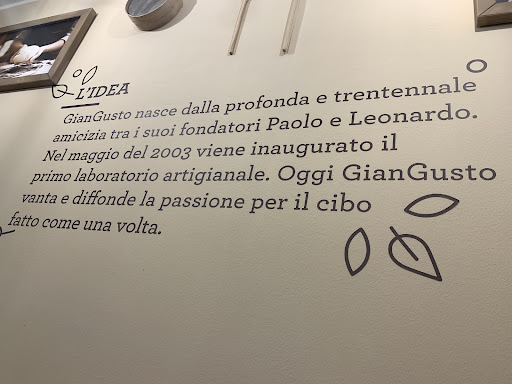 L'IDEA
GianGusto nasce dalla profonda e trentennale
amicizia tra i suoi fondatori Paolo e Leonardo.
Nel maggio del 2003 viene inaugurato il
primo laboratorio artigianale. Oggi GianGusto
vanta e diffonde la passione per il cibo
fatto come una volta.